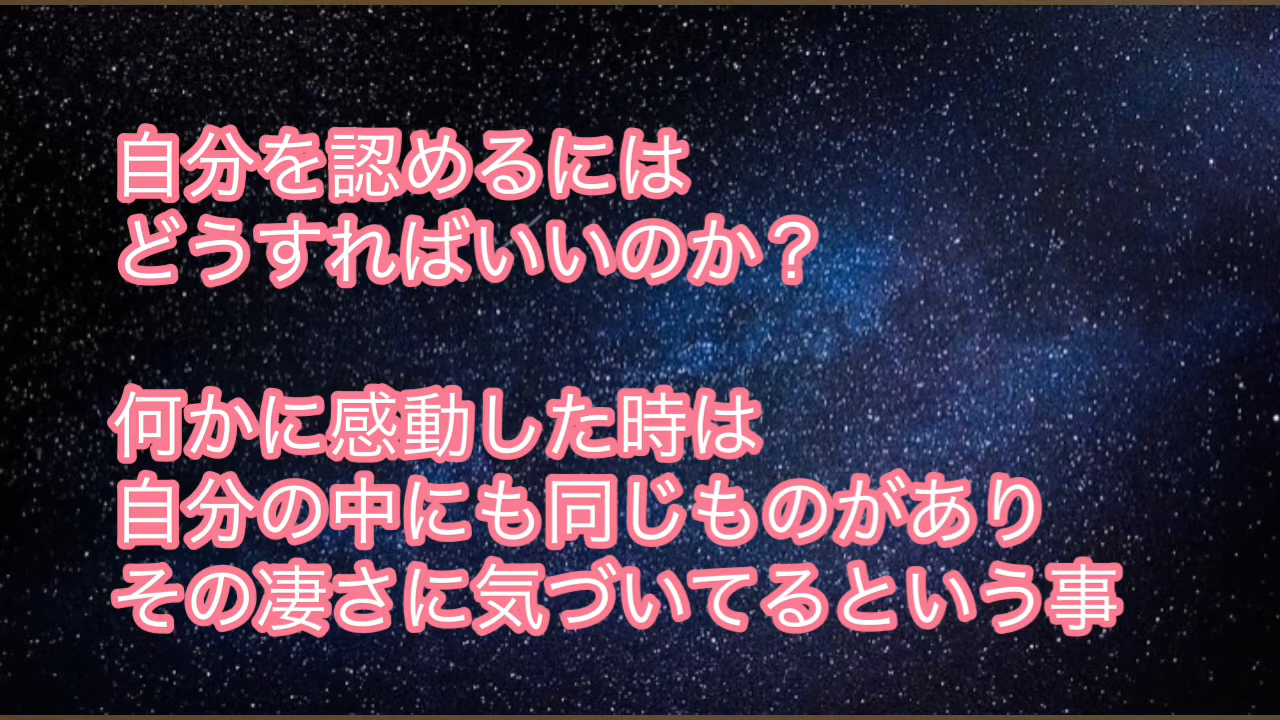 自分を認めるには
どうすればいいのか？
何かに感動した時は
自分の中にも同じものがあり
その凄さに気づいてるという事